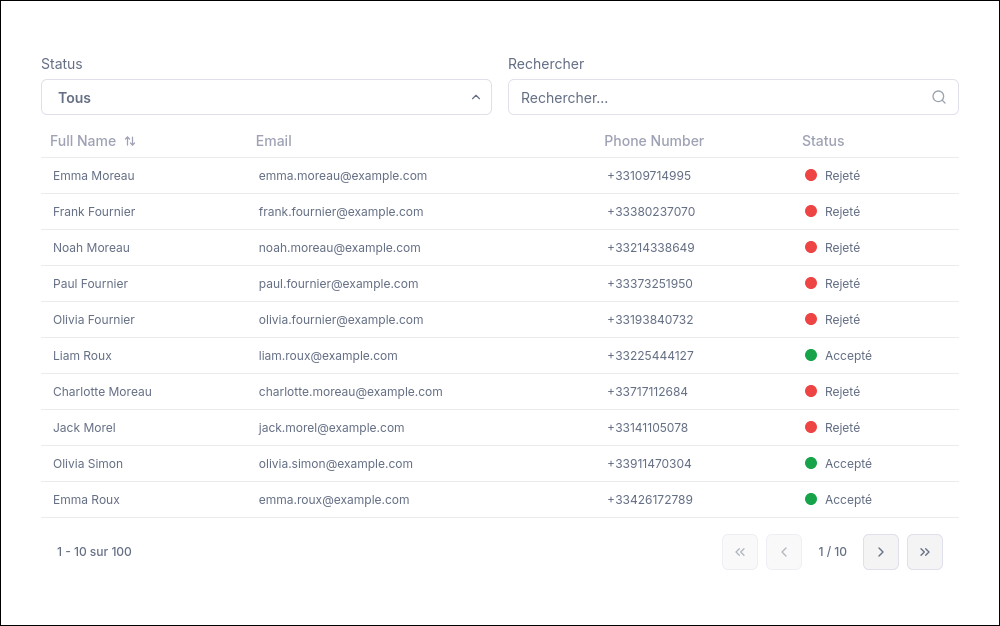 Status Rechercher
Tous Rechercher...
Full Name Email Phone Number Status
Emma Moreau emma.moreau@example.com +33109714995 Rejeté
Frank Fournier frank.fournier@example.com +33380237070 Rejeté
Noah Moreau noah.moreau@example.com +33214338649 Rejeté
Paul Fournier paul.fournier@example.com +33373251950 Rejeté
Olivia Fournier olivia.fournier@example.com +33193840732 Rejeté
Liam Roux liam.roux@example.com +33225444127 Accepté
Charlotte Moreau charlotte.moreau@example.com +33717112684 Rejeté
Jack Morel jack.morel@example.com +33141105078 Rejeté
Olivia Simon olivia.simon@example.com +33911470304 Accepté
Emma Roux emma.roux@example.com +33426172789 Accepté
1 - 10 sur 100 1 / 10